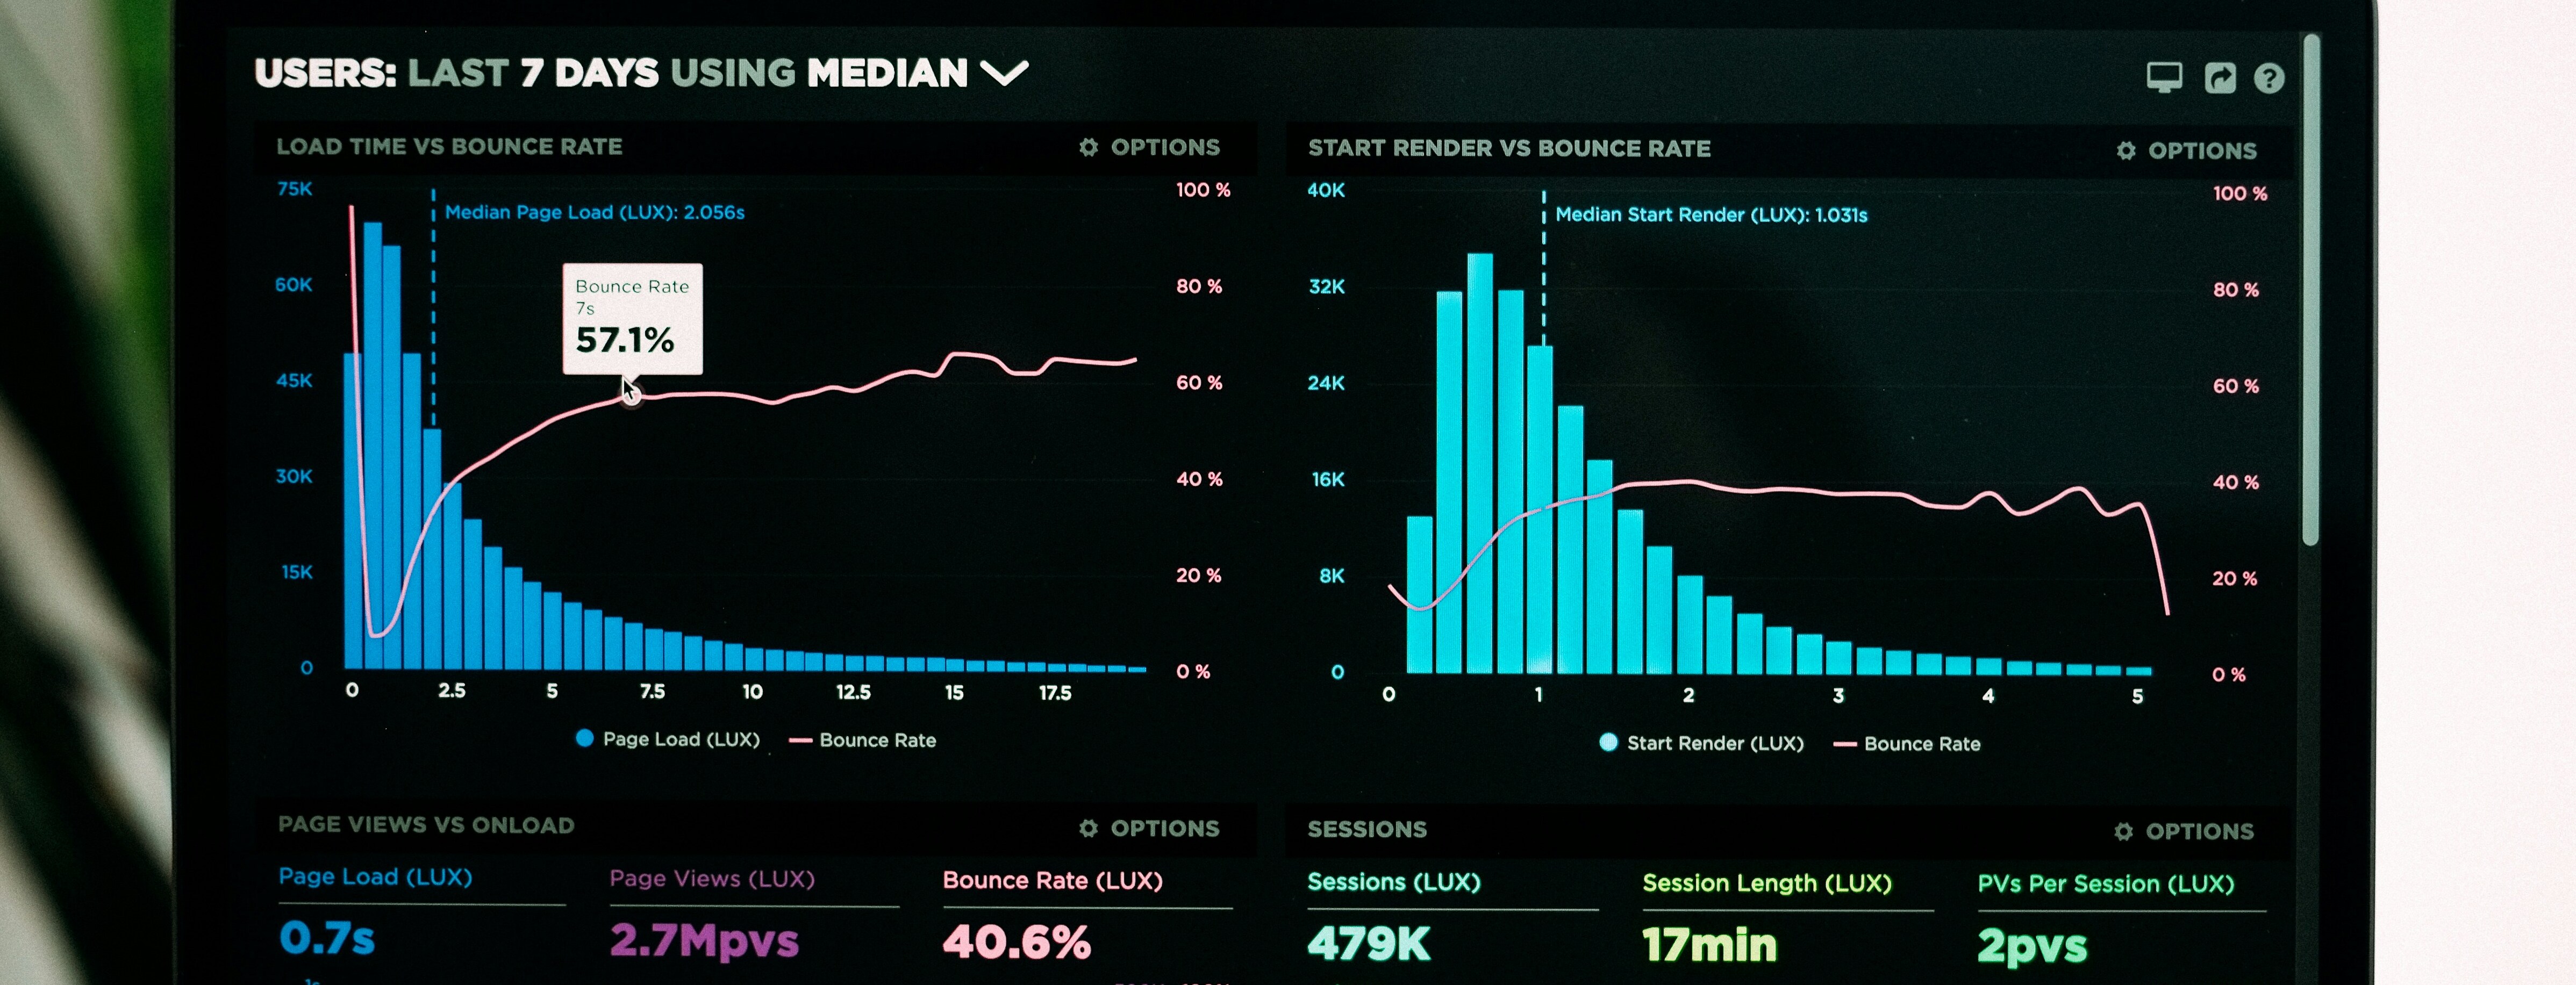 USERS: LAST 7 DAYS USING MEDIAN
LOAD TIME VS BOUNCE RATE
OPTIONS
75K
60K
45K
30K
15K
0
100 %
80 %
60 %
40 %
20 %
0 %
Median Page Load (LUX): 2.056s
Bounce Rate
7s
57.1%
0 2.5 5 7.5 10 12.5 15 17.5
Page Load (LUX) Bounce Rate
START RENDER VS BOUNCE RATE
OPTIONS
40K
32K
24K
16K
8K
0
100 %
80 %
60 %
40 %
20 %
0 %
Median Start Render (LUX): 1.031s
0 1 2 3 4 5
Start Render (LUX) Bounce Rate
PAGE VIEWS VS ONLOAD
OPTIONS
Page Load (LUX)
0.7s
Page Views (LUX)
2.7Mpvs
Bounce Rate (LUX)
40.6%
SESSIONS
OPTIONS
Sessions (LUX)
479K
Session Length (LUX)
17min
PVs Per Session (LUX)
2pvs